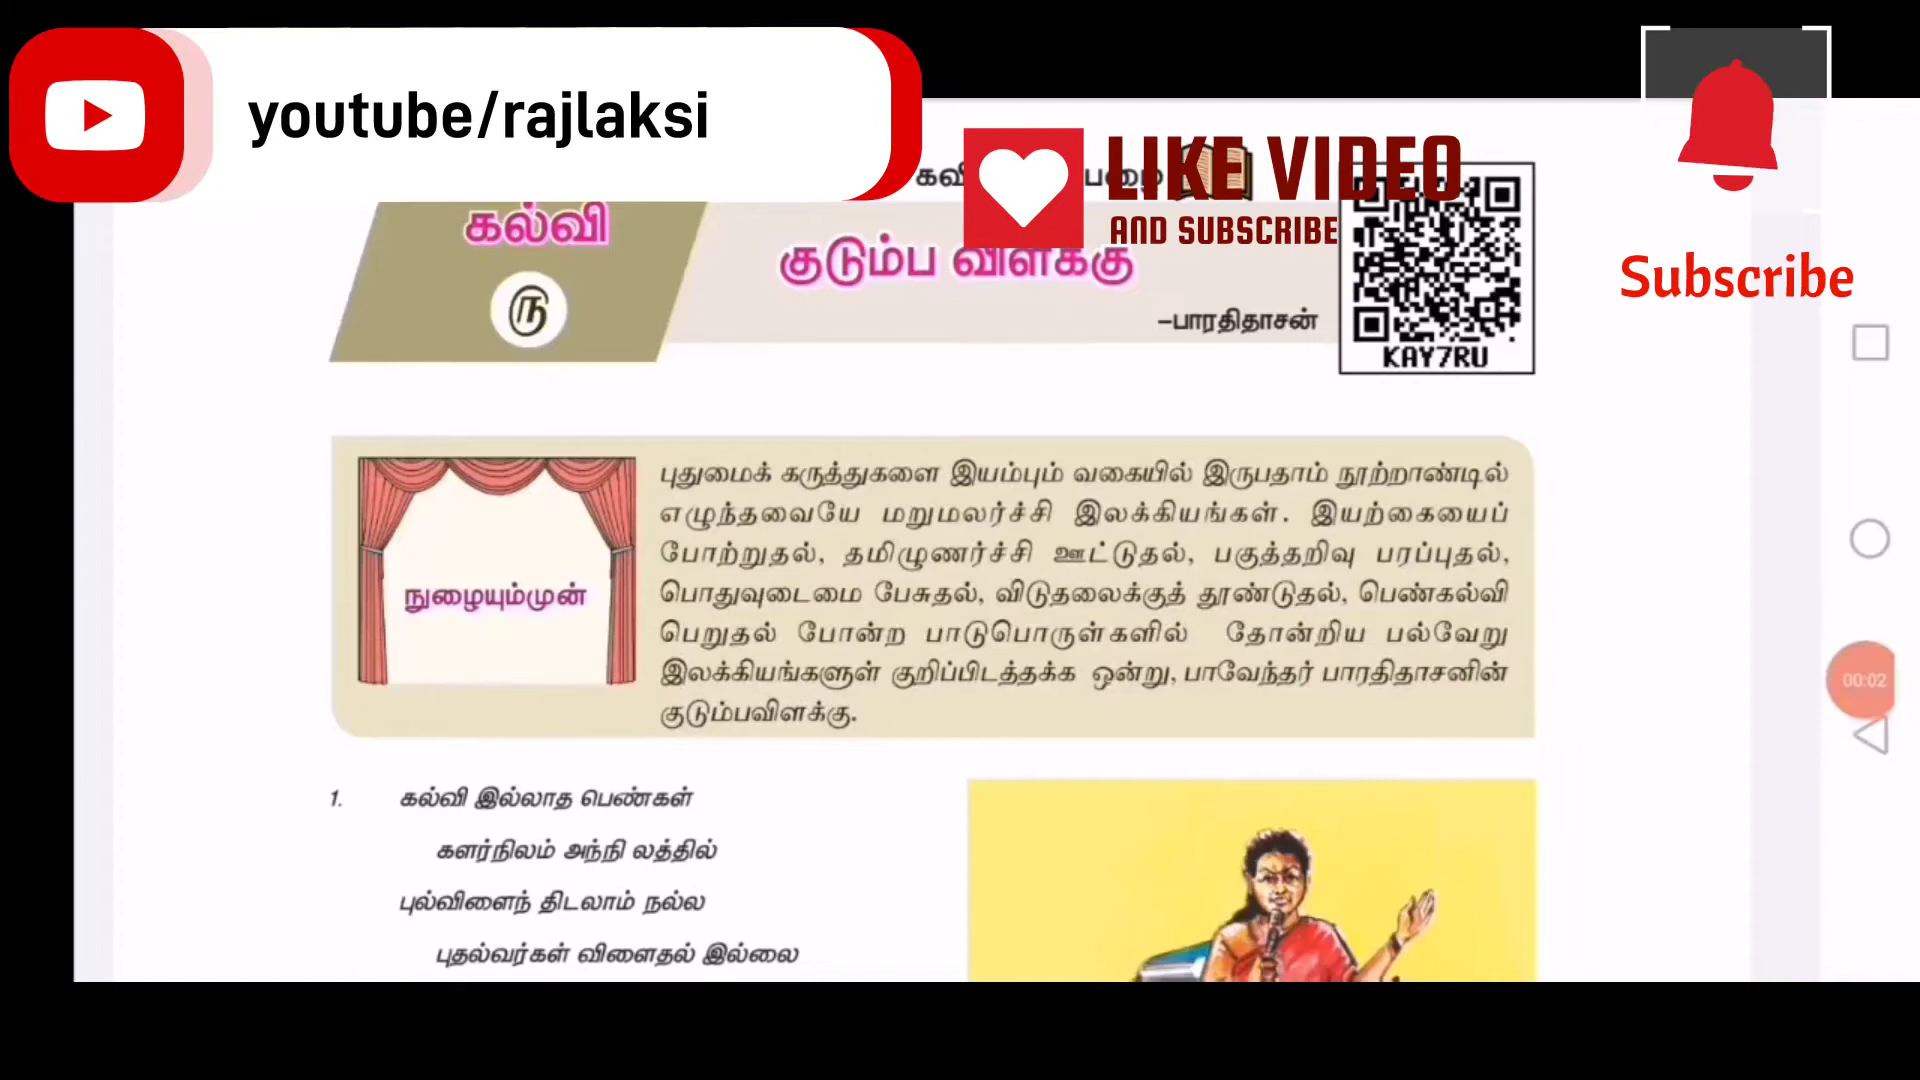 youtube/rajlaksi
LIKE VIDEO
AND SUBSCRIBE
Subscribe
கல்வி
௫
குடும்ப விளக்கு
–பாரதிதாசன்
KAY7RU
நுழையும்முன்
புதுமைக் கருத்துகளை இயம்பும் வகையில் இருபதாம் நூற்றாண்டில்
எழுந்தவையே மறுமலர்ச்சி இலக்கியங்கள். இயற்கையைப்
போற்றுதல், தமிழுணர்ச்சி ஊட்டுதல், பகுத்தறிவு பரப்புதல்,
பொதுவுடைமை பேசுதல், விடுதலைக்குத் தூண்டுதல், பெண்கல்வி
பெறுதல் போன்ற பாடுபொருள்களில் தோன்றிய பல்வேறு
இலக்கியங்களுள் குறிப்பிடத்தக்க ஒன்று, பாவேந்தர் பாரதிதாசனின்
குடும்பவிளக்கு.
1. கல்வி இல்லாத பெண்கள்
களர்நிலம் அந்நி லத்தில்
புல்விளைந் திடலாம் நல்ல
புதல்வர்கள் விளைதல் இல்லை
00:02